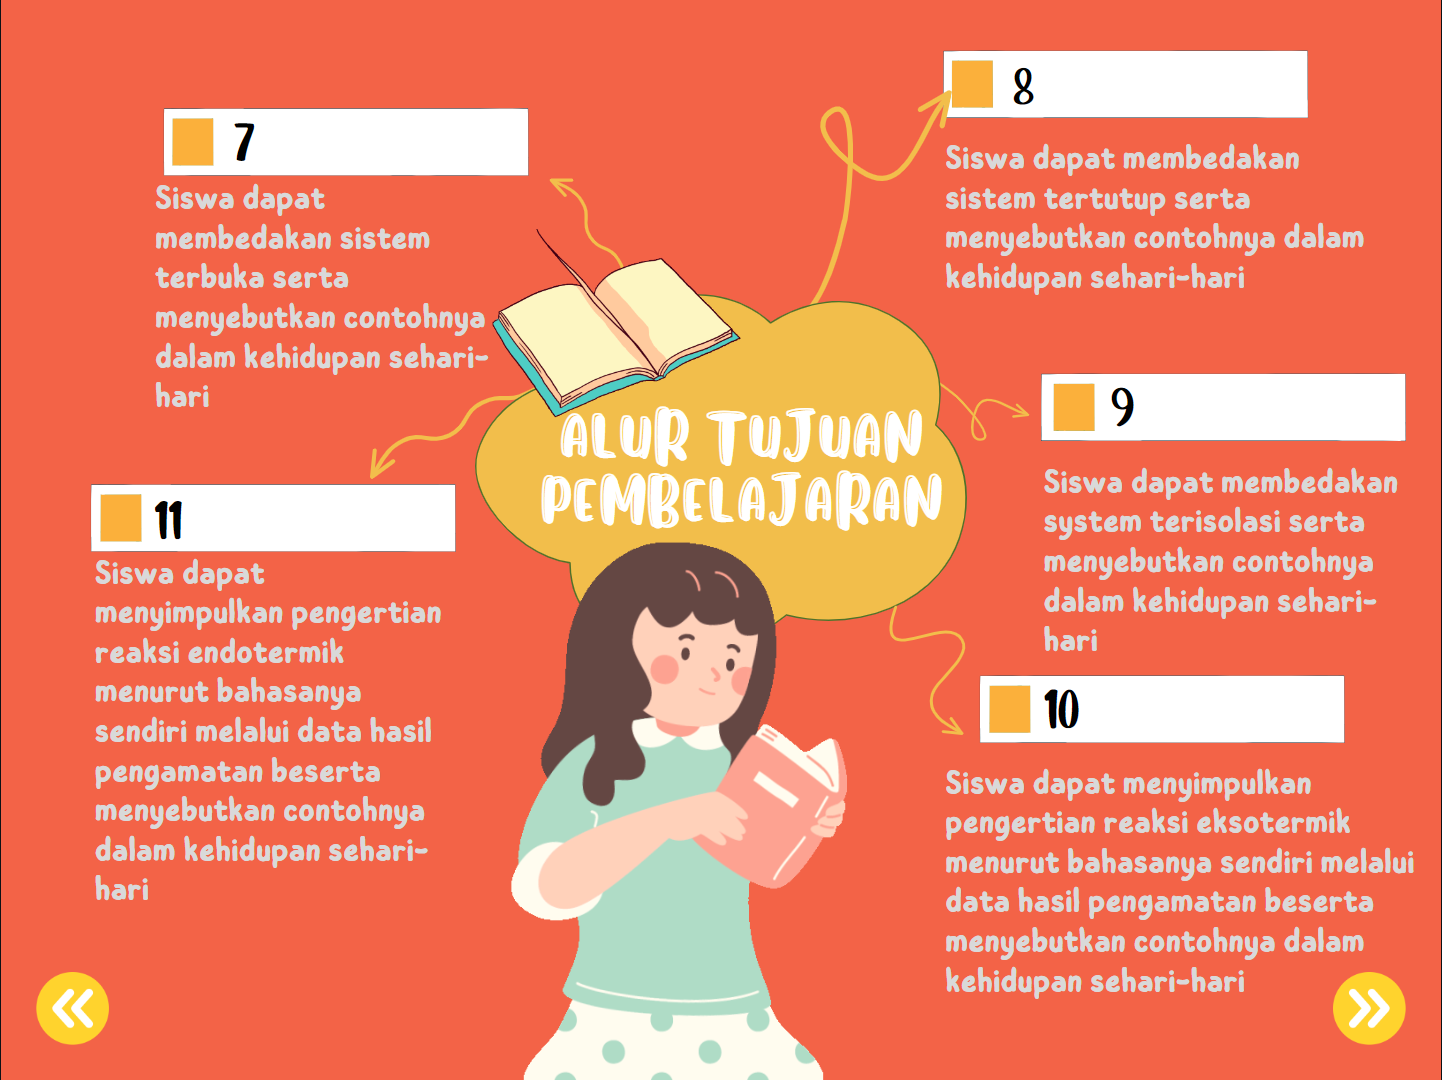 ALUR TUJUAN
PEMBELAJARAN
7
Siswa dapat
membedakan sistem
terbuka serta
menyebutkan contohnya
dalam kehidupan sehari-
hari
8
Siswa dapat membedakan
sistem tertutup serta
menyebutkan contohnya dalam
kehidupan sehari-hari
9
Siswa dapat membedakan
system terisolasi serta
menyebutkan contohnya
dalam kehidupan sehari-
hari
10
Siswa dapat menyimpulkan
pengertian reaksi eksotermik
menurut bahasanya sendiri melalui
data hasil pengamatan beserta
menyebutkan contohnya dalam
kehidupan sehari-hari
11
Siswa dapat
menyimpulkan pengertian
reaksi endotermik
menurut bahasanya
sendiri melalui data hasil
pengamatan beserta
menyebutkan contohnya
dalam kehidupan sehari-
hari